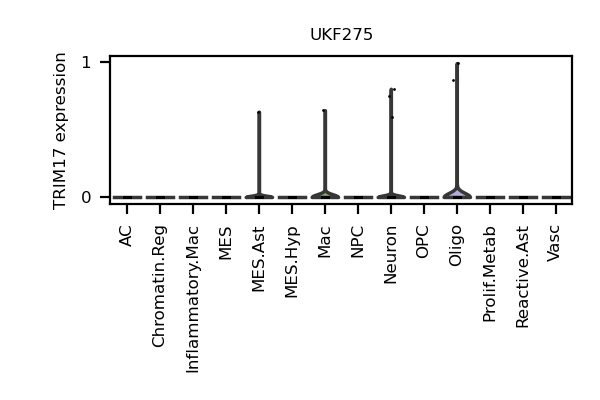 UKF275
TRIM17 expression
1
0
AC
Chromatin.Reg
Inflammatory.Mac
MES
MES.Ast
MES.Hyp
Mac
NPC
Neuron
OPC
Oligo
Prolif.Metab
Reactive.Ast
Vasc